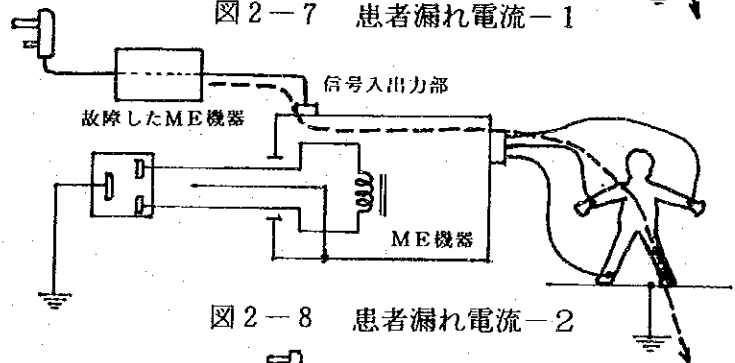 図2-7 患者漏れ電流-1
信号入出力部
故障したME機器
ME機器
図2-8 患者漏れ電流-2